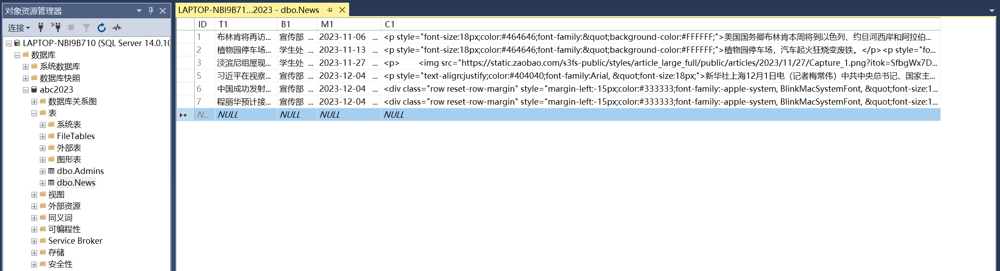 对象资源管理器
连接
LAPTOP-NBI9B710 (SQL Server 14.0.10
数据库
系统数据库
数据库快照
abc2023
数据库关系图
表
系统表
FileTables
外部表
图形表
dbo.Admins
dbo.News
视图
外部资源
同义词
可编程性
Service Broker
存储
安全性
LAPTOP-NBI9B71...2023 - dbo.News
ID T1 B1 M1 C1
1 布林肯将再访... 宣传部 ... 2023-11-06 ... <p style="font-size:18px;color:#464646;font-family:&quot;background-color:#FFFFFF;">美国国务卿布林肯本周将到以色列、约旦河西岸和阿拉伯...
2 植物园停车场... 学生处 ... 2023-11-13 ... <p style="font-size:18px;color:#464646;font-family:&quot;background-color:#FFFFFF;">植物园停车场，汽车起火狂烧变废铁。</p><p style="fo...
3 淡滨尼组屋现... 学生处 ... 2023-11-27 ... <p> <img src="https://static.zaobao.com/s3fs-public/styles/article_large_full/public/articles/2023/11/27/Capture_1.png?itok=SfbgWx7D...
5 习近平在视察... 宣传部 ... 2023-12-04 ... <p style="text-align:justify;color:#404040;font-family:Arial, &quot;font-size:18px;">新华社上海12月1日电（记者梅常伟）中共中央总书记、国家主...
6 中国成功发射... 宣传部 ... 2023-12-04 ... <div class="row reset-row-margin" style="margin-left:-15px;color:#333333;font-family:-apple-system, BlinkMacSystemFont, &quot;font-size:1...
7 程丽华预计接... 宣传部 ... 2023-12-04 ... <div class="row reset-row-margin" style="margin-left:-15px;color:#333333;font-family:-apple-system, BlinkMacSystemFont, &quot;font-size:1...
N... NULL NULL NULL NULL